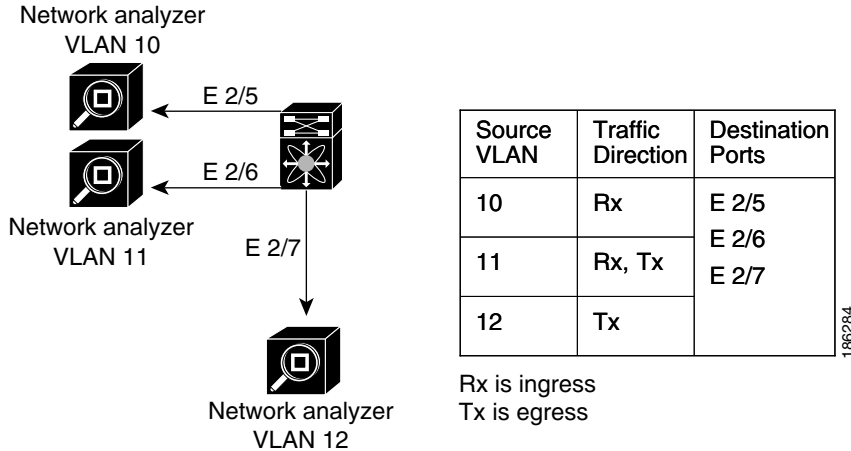 Network analyzer
VLAN 10
E 2/5
E 2/6
Network analyzer
VLAN 11
E 2/7
Network analyzer
VLAN 12
Source VLAN Traffic Direction Destination Ports
10 Rx E 2/5
E 2/6
11 Rx, Tx E 2/7
12 Tx
186284
Rx is ingress
Tx is egress